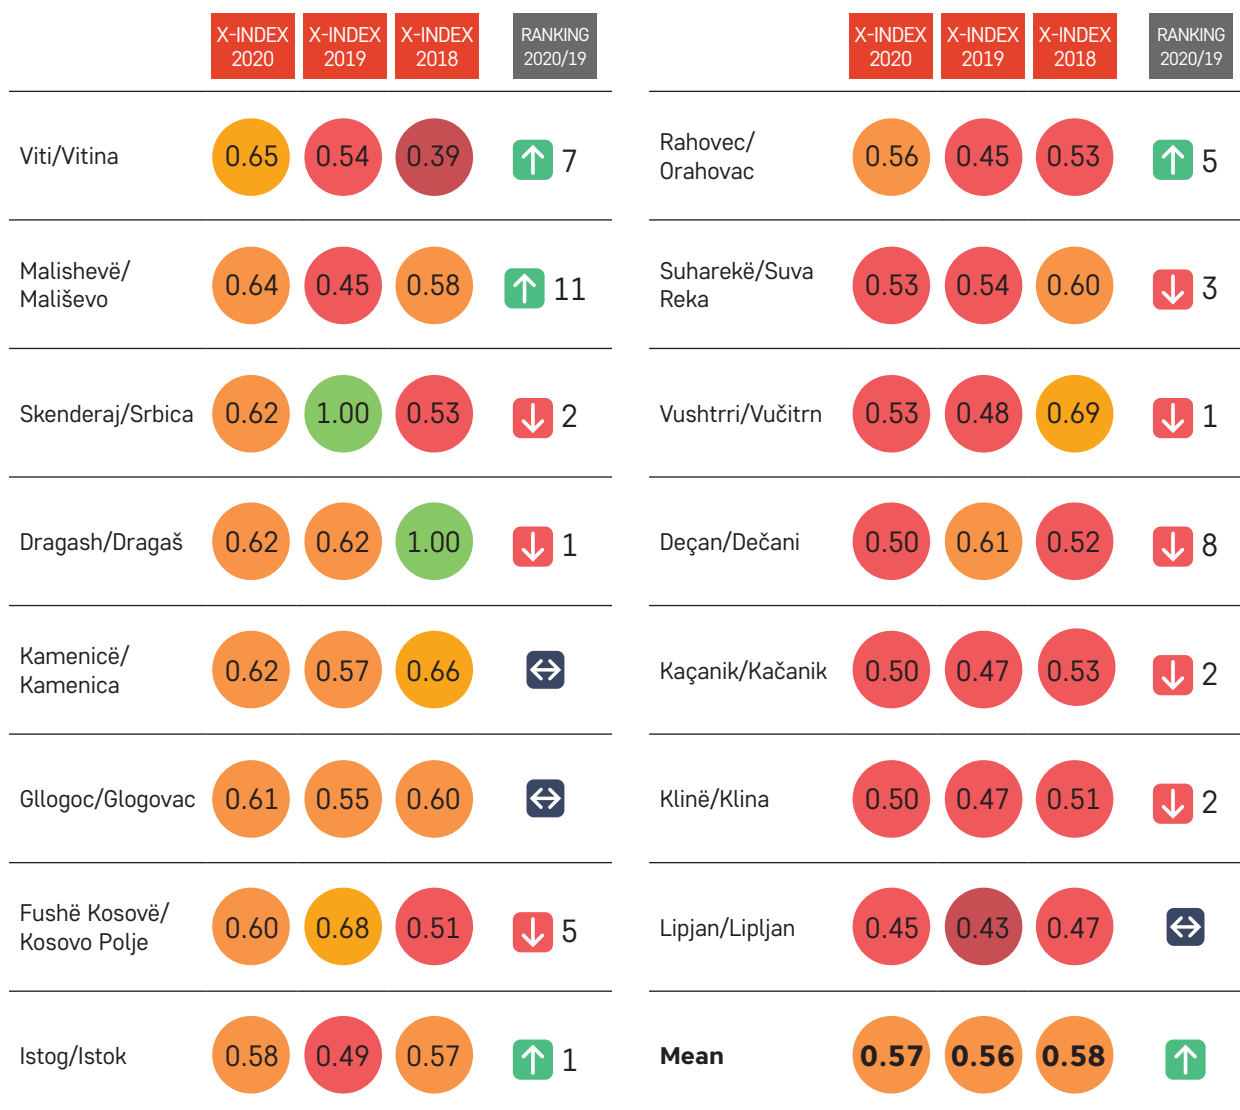 X-INDEX 2020 X-INDEX 2019 X-INDEX 2018 RANKING 2020/19
Viti/Vitina 0.65 0.54 0.39 7
Malishevë/
Mališevo 0.64 0.45 0.58 11
Skenderaj/Srbica 0.62 1.00 0.53 2
Dragash/Dragaš 0.62 0.62 1.00 1
Kamenicë/
Kamenica 0.62 0.57 0.66
Gllogoc/Glogovac 0.61 0.55 0.60
Fushë Kosovë/
Kosovo Polje 0.60 0.68 0.51 5
Istog/Istok 0.58 0.49 0.57 1
X-INDEX 2020 X-INDEX 2019 X-INDEX 2018 RANKING 2020/19
Rahovec/
Orahovac 0.56 0.45 0.53 5
Suharekë/Suva
Reka 0.53 0.54 0.60 3
Vushtrri/Vučitrn 0.53 0.48 0.69 1
Deçan/Dečani 0.50 0.61 0.52 8
Kaçanik/Kačanik 0.50 0.47 0.53 2
Klinë/Klina 0.50 0.47 0.51 2
Lipjan/Lipljan 0.45 0.43 0.47
Mean 0.57 0.56 0.58